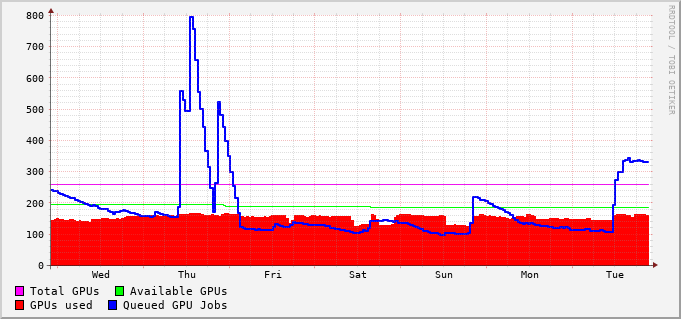 800
700
600
500
400
300
200
100
0
Wed Thu Fri Sat Sun Mon Tue
Total GPUs Available GPUs
GPUs used Queued GPU Jobs
RRDTOOL / TOBI OETIKER